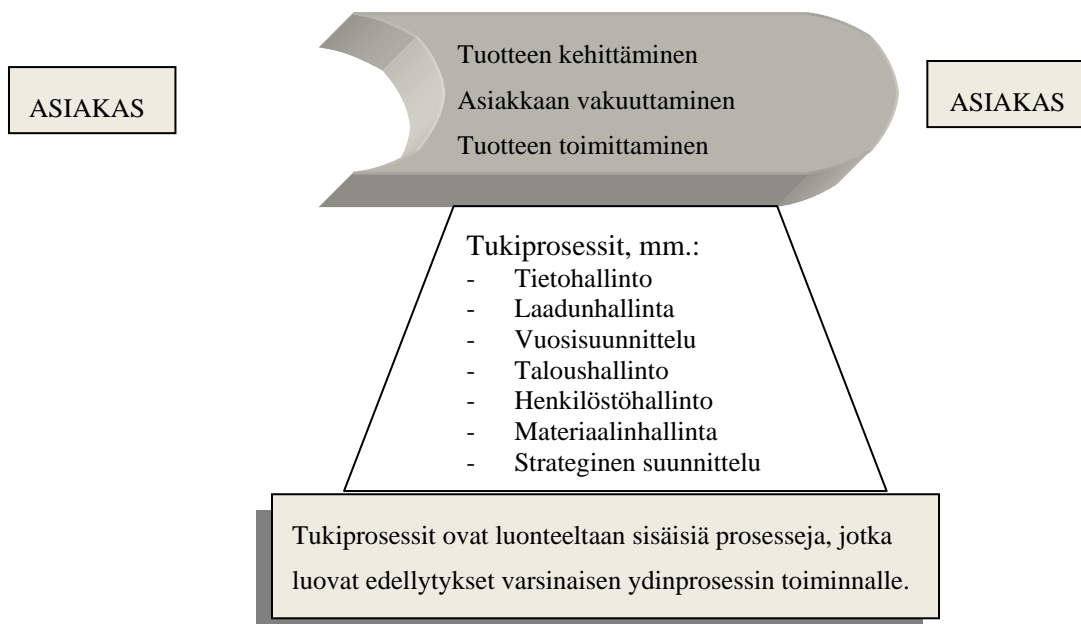 Tuotteen kehittäminen
Asiakkaan vakuuttaminen
Tuotteen toimittaminen
ASIAKAS
ASIAKAS
Tukiprosessit, mm.:
- Tietohallinto
- Laadunhallinta
- Vuosisuunnittelu
- Taloushallinto
- Henkilöstöhallinto
- Materiaalinhallinta
- Strateginen suunnittelu
Tukiprosessit ovat luonteeltaan sisäisiä prosesseja, jotka
luovat edellytykset varsinaisen ydinprosessin toiminnalle.